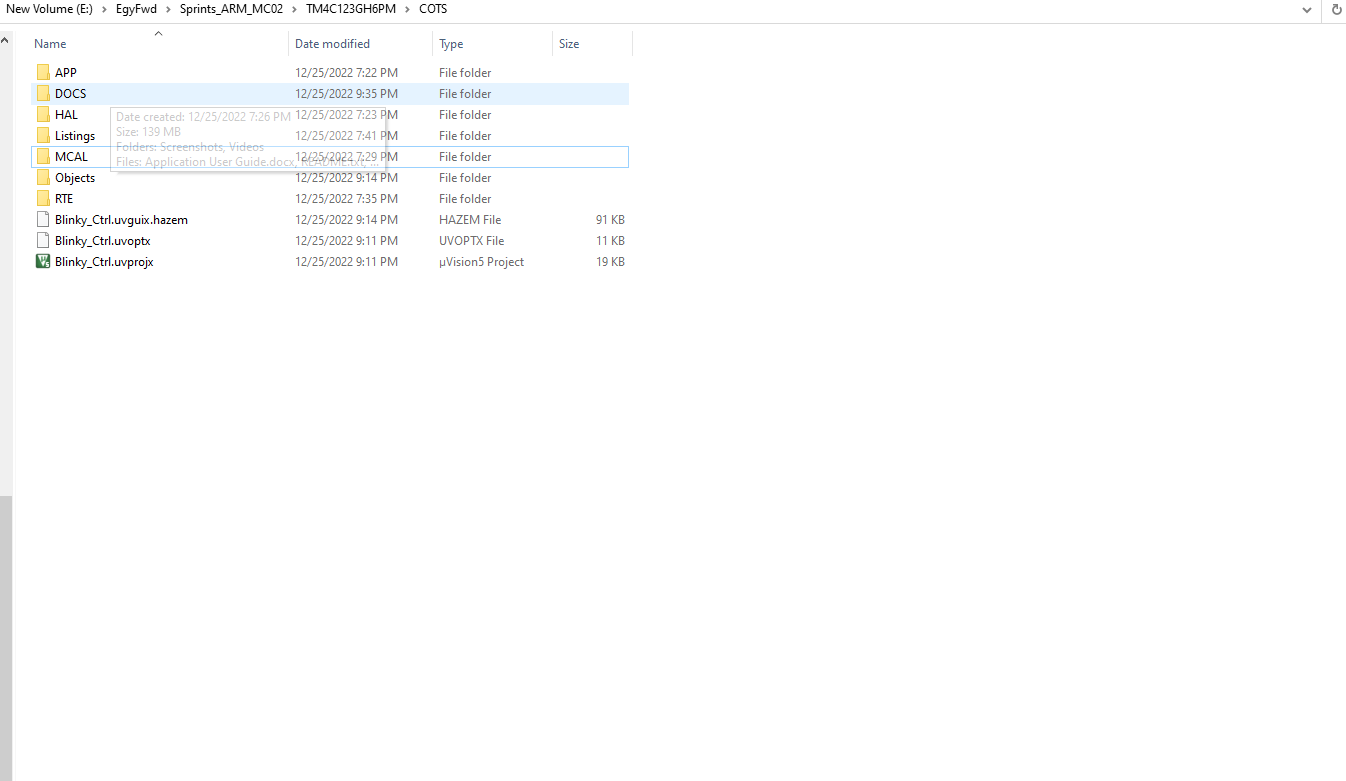 New Volume (E:) > EgyFwd > Sprints_ARM_MC02 > TM4C123GH6PM > COTS
Name Date modified Type Size
APP 12/25/2022 7:22 PM File folder
DOCS 12/25/2022 9:35 PM File folder
HAL 12/25/2022 7:23 PM File folder
Date created: 12/25/2022 7:26 PM
Size: 139 MB
Listings 12/25/2022 7:41 PM File folder
Folders: Screenshots, Videos
MCAL 12/25/2022 7:29 PM File folder
Files: Application User Guide.docx, README.txt, ...
Objects 12/25/2022 9:14 PM File folder
RTE 12/25/2022 7:35 PM File folder
Blinky_Ctrl.uvguix.hazem 12/25/2022 9:14 PM HAZEM File 91 KB
Blinky_Ctrl.uvoptx 12/25/2022 9:11 PM UVOPTX File 11 KB
Blinky_Ctrl.uvprojx 12/25/2022 9:11 PM µVision5 Project 19 KB